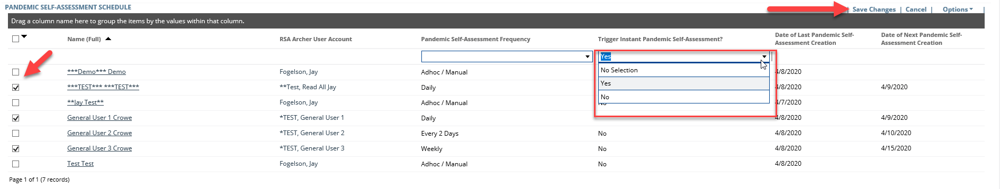 PANDEMIC SELF-ASSESSMENT SCHEDULE
| Save Changes | Cancel | Options |
Drag a column name here to group the items by the values within that column.
Name (Full) RSA Archer User Account Pandemic Self-Assessment Frequency Trigger Instant Pandemic Self-Assessment? Date of Last Pandemic Self-Assessment Creation Date of Next Pandemic Self-Assessment Creation
Yes
No Selection
Yes
No
***Demo*** Demo Fogelson, Jay Adhoc / Manual 4/8/2020
***TEST*** ***TEST*** **Test, Read All Jay Daily 4/8/2020 4/9/2020
**Jay Test** Fogelson, Jay Adhoc / Manual No 4/7/2020
General User 1 Crowe *TEST, General User 1 Daily 4/8/2020 4/9/2020
General User 2 Crowe *TEST, General User 2 Every 2 Days No 4/8/2020 4/10/2020
General User 3 Crowe *TEST, General User 3 Weekly No 4/8/2020 4/15/2020
Test Test Fogelson, Jay Adhoc / Manual No 4/8/2020
Page 1 of 1 (7 records)